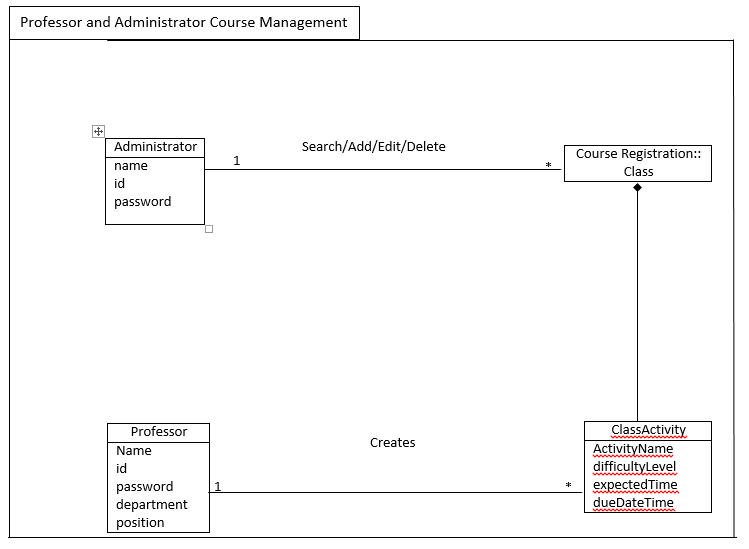 Professor and Administrator Course Management
Administrator
name
id
password
1
Search/Add/Edit/Delete
*
Course Registration::
Class
Professor
Name
id
password
department
position
1
Creates
*
ClassActivity
ActivityName
difficultyLevel
expectedTime
dueDateTime